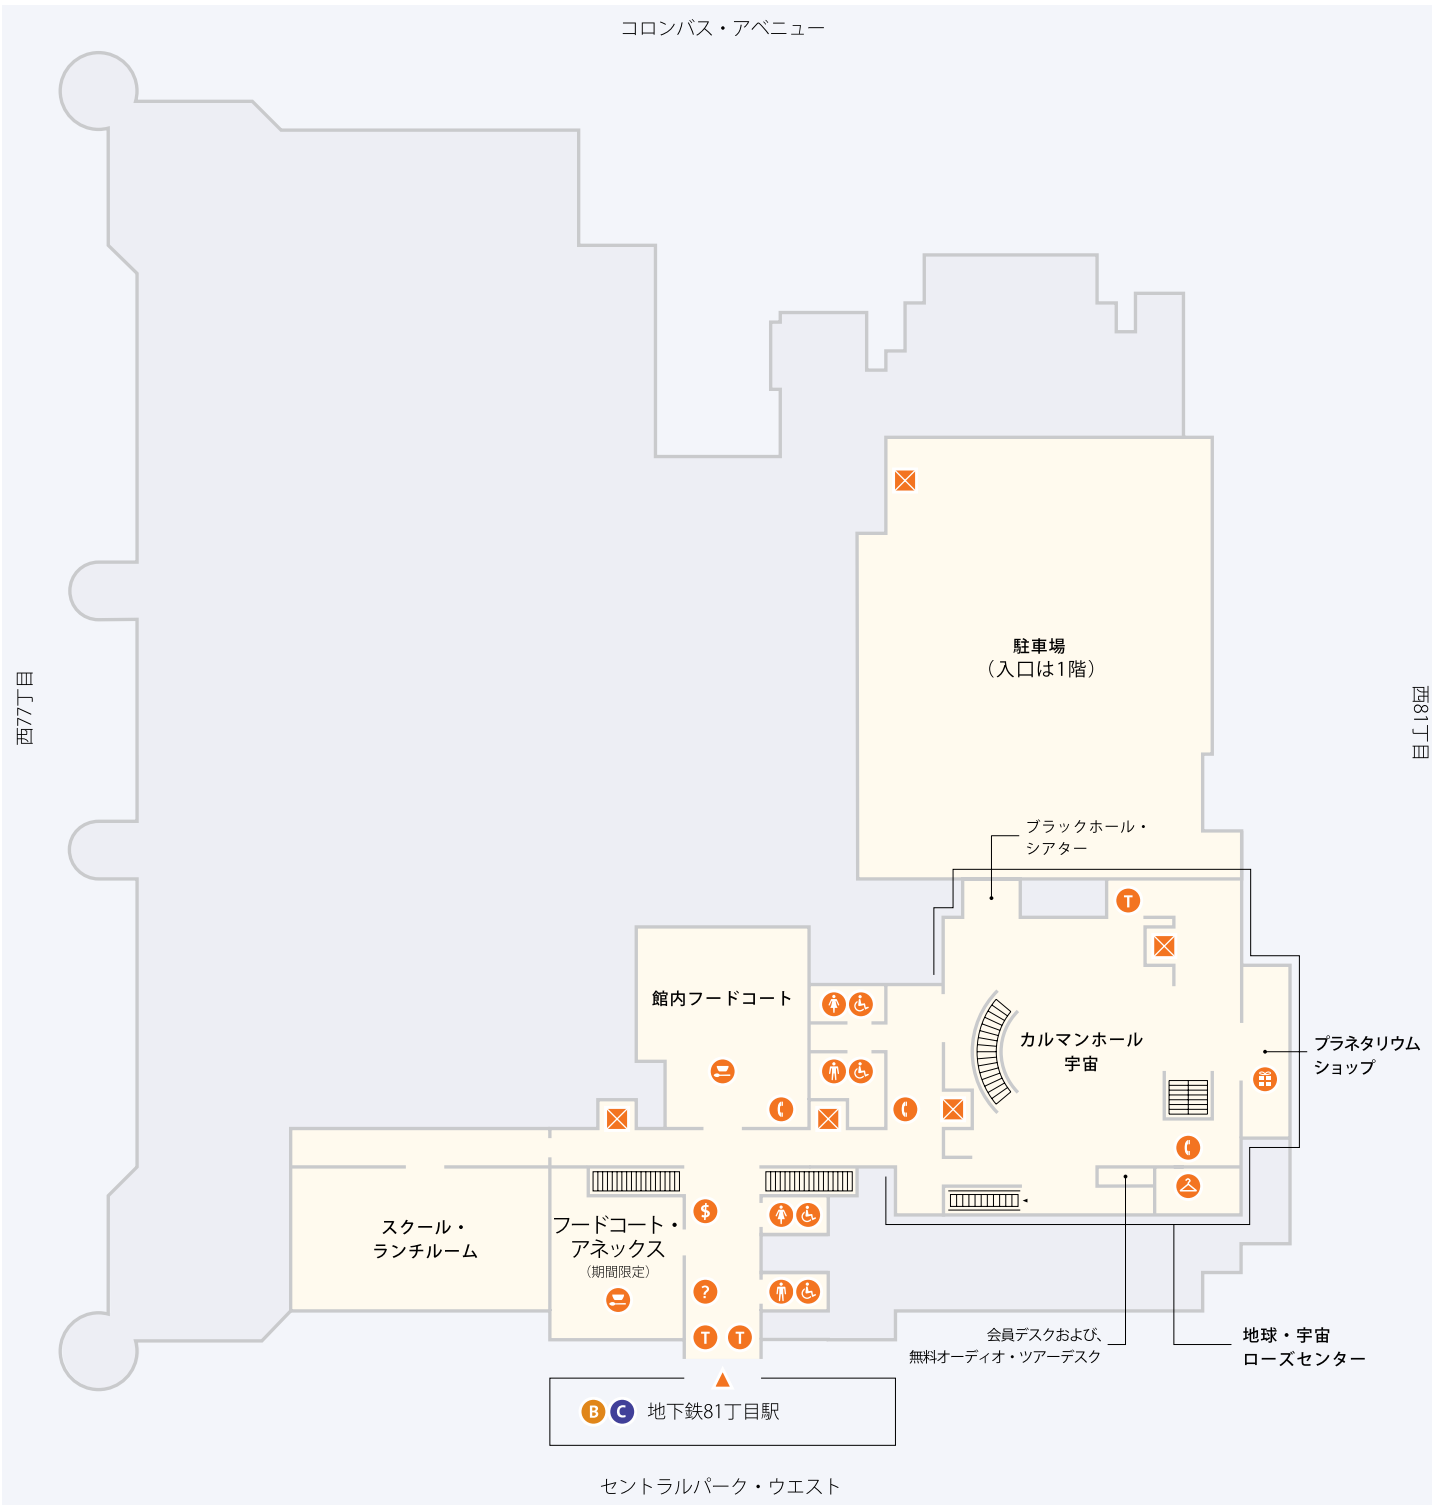 コロンバス・アベニュー
西77丁目
西81丁目
駐車場
（入口は1階）
ブラックホール・
シアター
T
館内フードコート
カルマンホール
宇宙
プラネタリウム
ショップ
スクール・
ランチルーム
フードコート・
アネックス
（期間限定）
$
?
T T
会員デスクおよび、
無料オーディオ・ツアーデスク
地球・宇宙
ローズセンター
B C 地下鉄81丁目駅
セントラルパーク・ウエスト